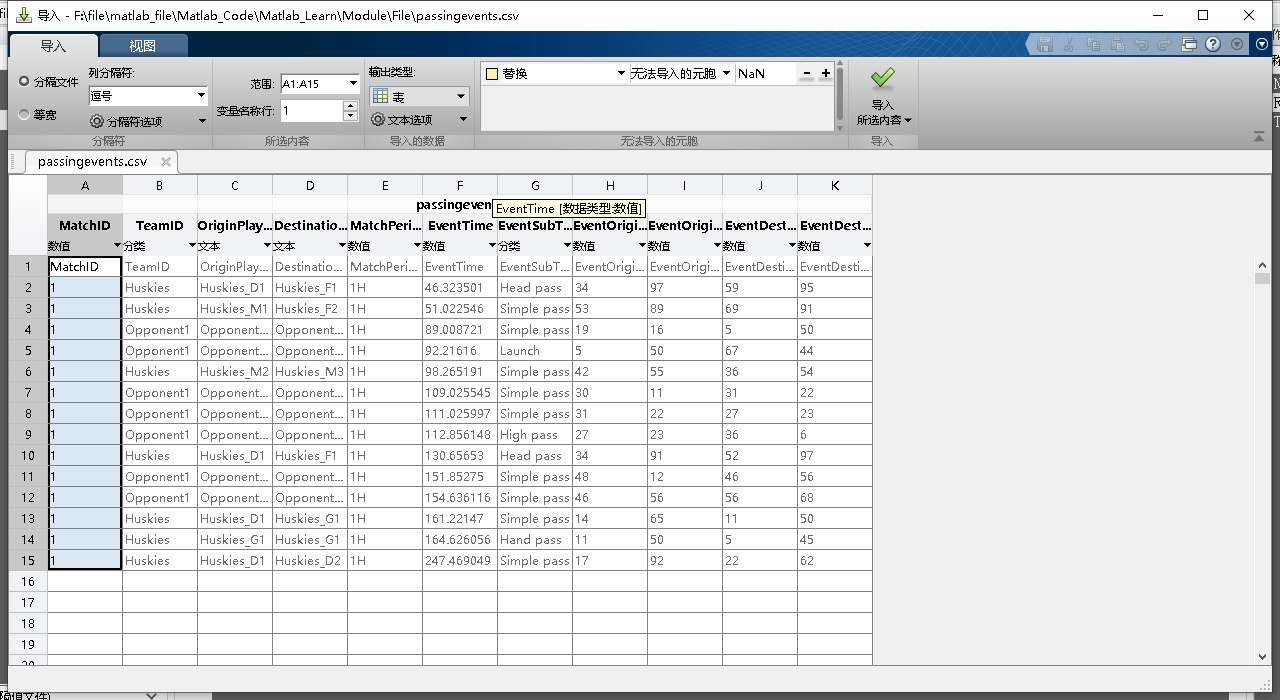 导入 - F:\file\matlab_file\Matlab_Code\Matlab_Learn\Module\File\passingevents.csv
导入 视图
分隔文件 列分隔符: 逗号 分隔符选项 等宽 分隔符
范围: A1:A15 变量名称行: 1 所选内容
输出类型: 表 文本选项 导入的数据
替换 无法导入的元胞 NaN - + 无法导入的元胞
导入 所选内容 导入
passingevents.csv
A B C D E F G H I J K
passingeven EventTime [数据类型:数值]
MatchID TeamID OriginPlay... Destinatio... MatchPeri... EventTime EventSubT... EventOrigi... EventOrigi... EventDest... EventDest...
数值 分类 文本 文本 数值 数值 分类 数值 数值 数值 数值
1 MatchID TeamID OriginPlay... Destinatio... MatchPeri... EventTime EventSubT... EventOrigi... EventOrigi... EventDesti... EventDesti...
2 1 Huskies Huskies_D1 Huskies_F1 1H 46.323501 Head pass 34 97 59 95
3 1 Huskies Huskies_M1 Huskies_F2 1H 51.022546 Simple pass 53 89 69 91
4 1 Opponent1 Opponent... Opponent... 1H 89.008721 Simple pass 19 16 5 50
5 1 Opponent1 Opponent... Opponent... 1H 92.21616 Launch 5 50 67 44
6 1 Huskies Huskies_M2 Huskies_M3 1H 98.265191 Simple pass 42 55 36 54
7 1 Opponent1 Opponent... Opponent... 1H 109.025545 Simple pass 30 11 31 22
8 1 Opponent1 Opponent... Opponent... 1H 111.025997 Simple pass 31 22 27 23
9 1 Opponent1 Opponent... Opponent... 1H 112.856148 High pass 27 23 36 6
10 1 Huskies Huskies_D1 Huskies_F1 1H 130.65653 Head pass 34 91 52 97
11 1 Opponent1 Opponent... Opponent... 1H 151.85275 Simple pass 48 12 46 56
12 1 Opponent1 Opponent... Opponent... 1H 154.636116 Simple pass 46 56 56 68
13 1 Huskies Huskies_D1 Huskies_G1 1H 161.22147 Simple pass 14 65 11 50
14 1 Huskies Huskies_G1 Huskies_G1 1H 164.626056 Hand pass 11 50 5 45
15 1 Huskies Huskies_D1 Huskies_D2 1H 247.469049 Simple pass 17 92 22 62
16
17
18
19